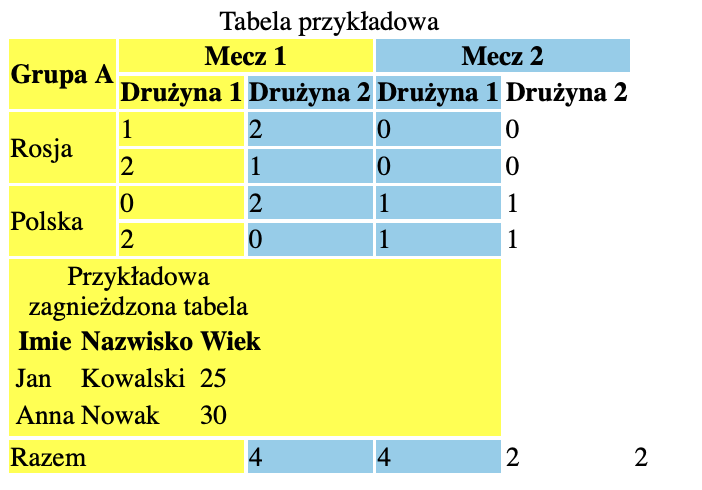 Tabela przykładowa
Grupa A Mecz 1 Mecz 2
Drużyna 1 Drużyna 2 Drużyna 1 Drużyna 2
Rosja 1 2 0 0
2 1 0 0
Polska 0 2 1 1
2 0 1 1
Przykładowa
zagnieżdzona tabela
Imie Nazwisko Wiek
Jan Kowalski 25
Anna Nowak 30
Razem 4 4 2 2